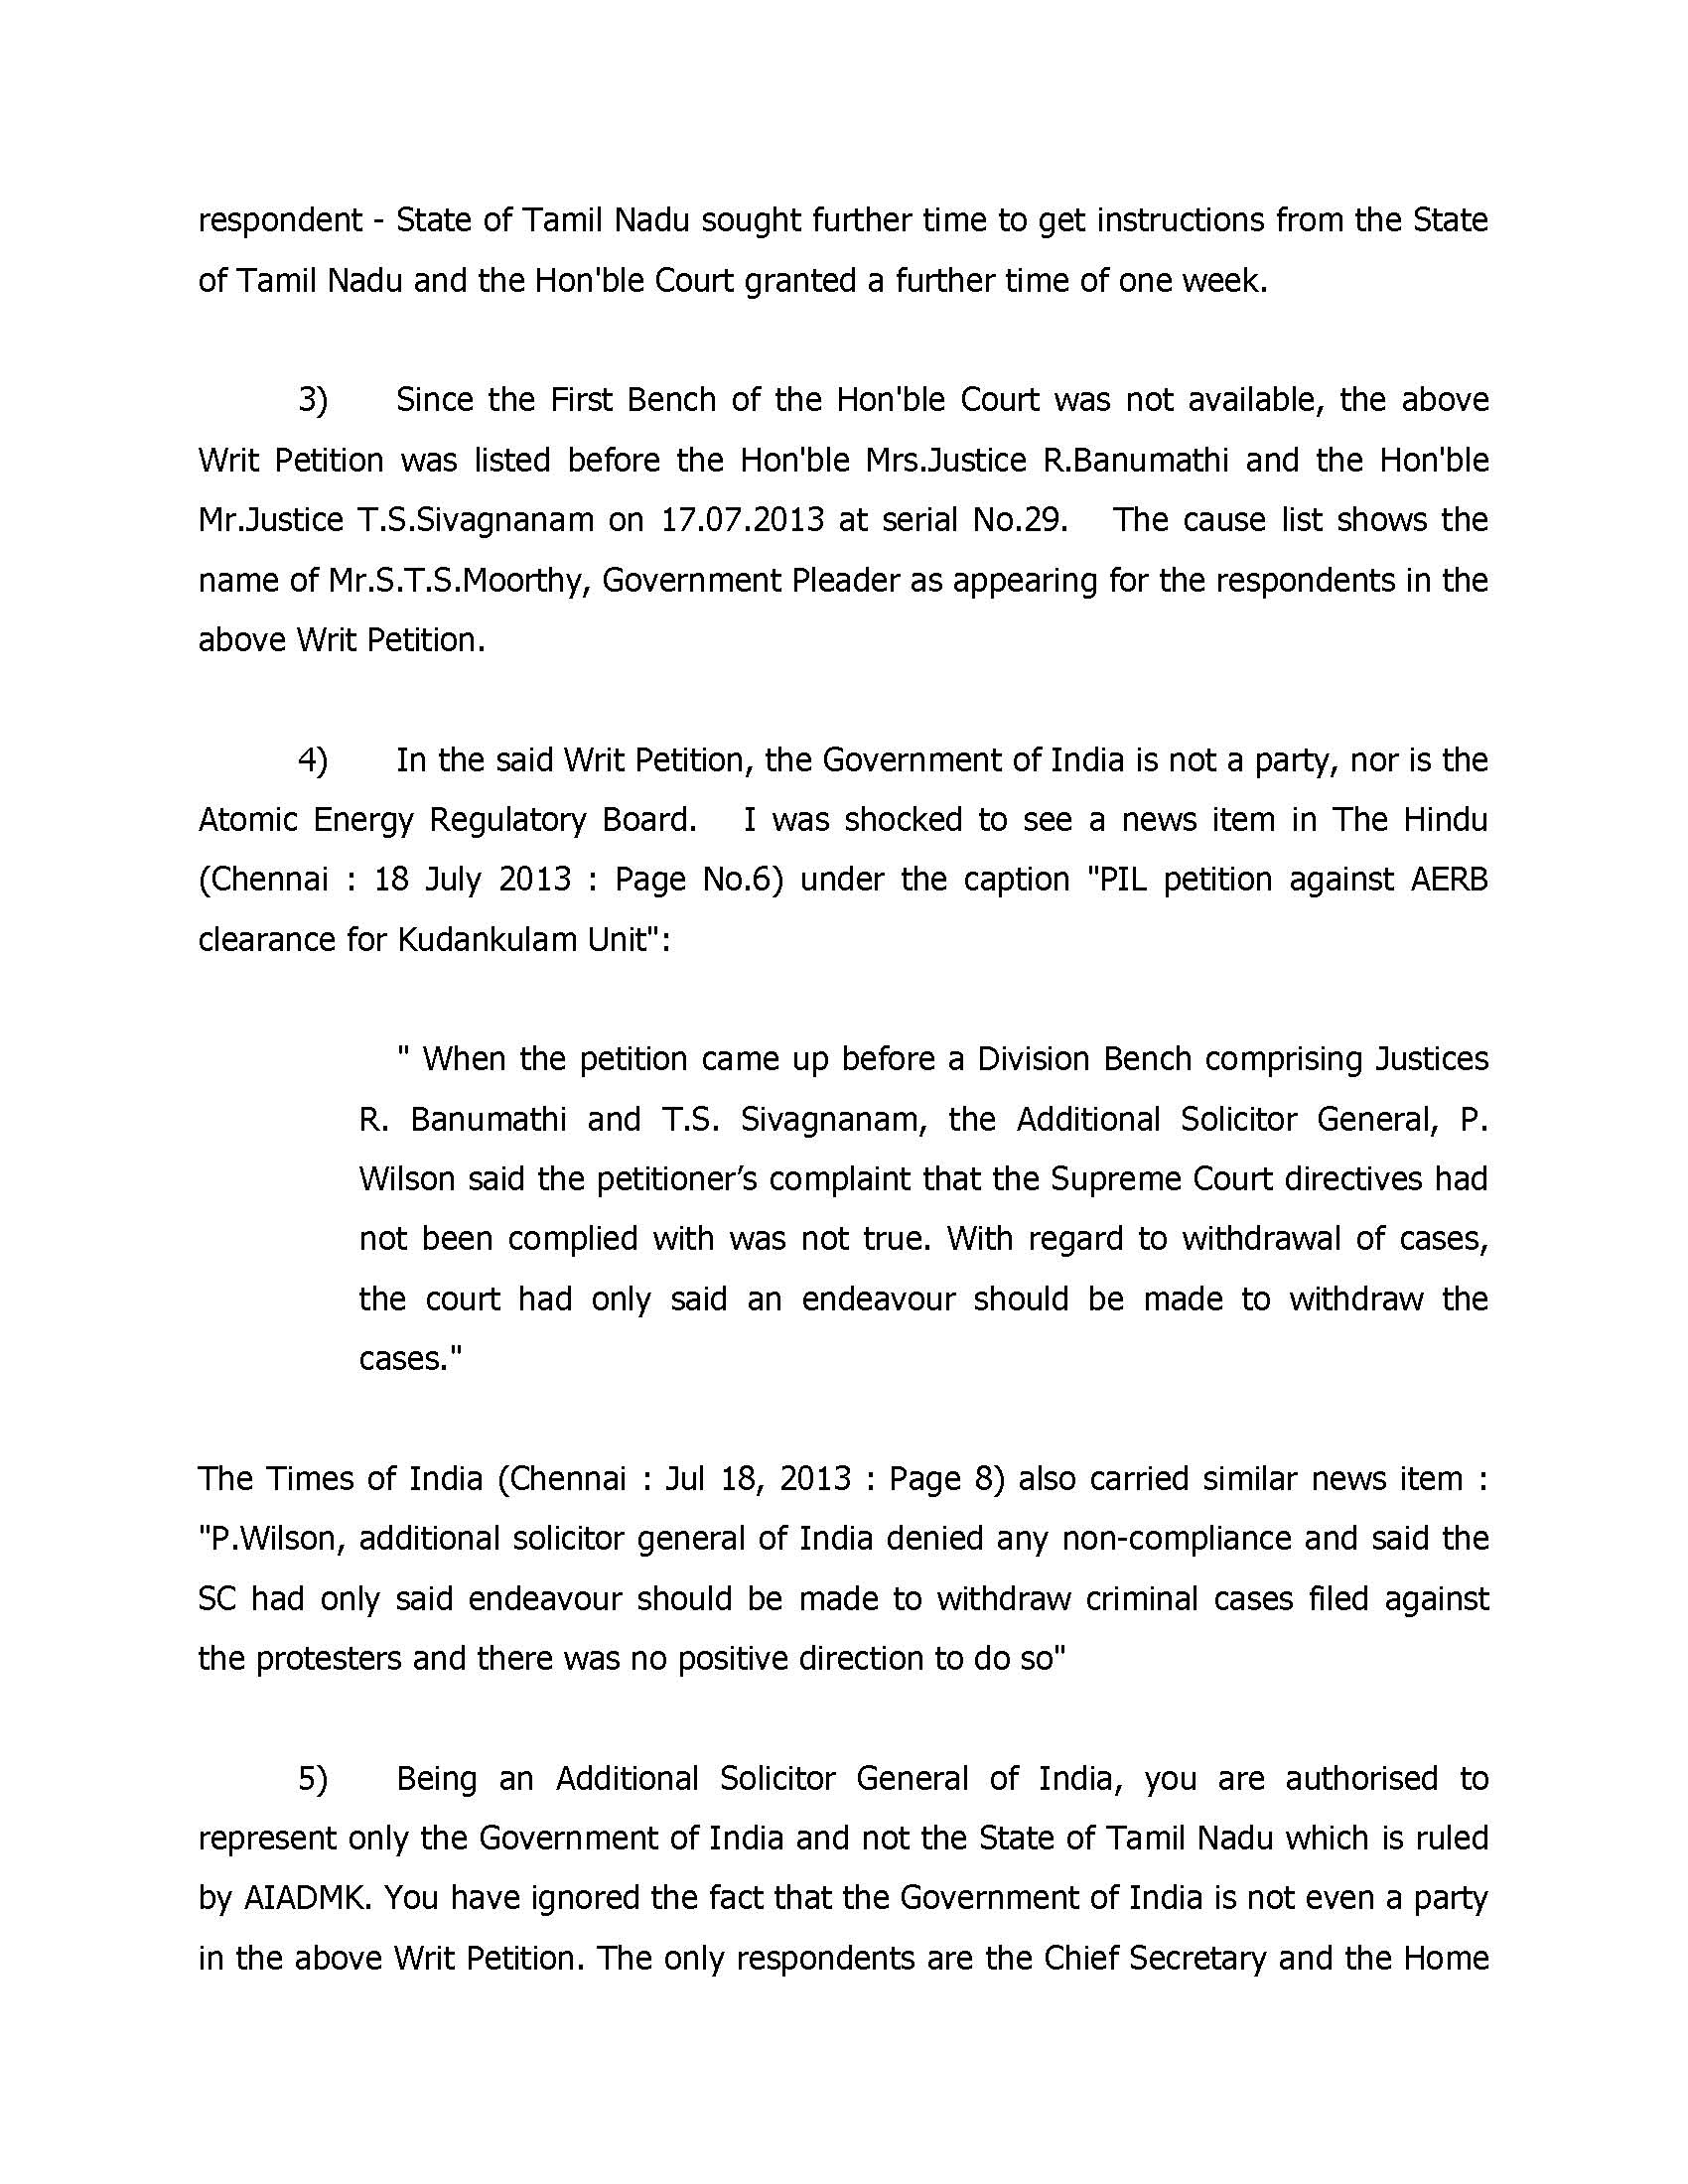 respondent - State of Tamil Nadu sought further time to get instructions from the State
of Tamil Nadu and the Hon'ble Court granted a further time of one week.
3) Since the First Bench of the Hon'ble Court was not available, the above
Writ Petition was listed before the Hon'ble Mrs.Justice R.Banumathi and the Hon'ble
Mr.Justice T.S.Sivagnanam on 17.07.2013 at serial No.29. The cause list shows the
name of Mr.S.T.S.Moorthy, Government Pleader as appearing for the respondents in the
above Writ Petition.
4) In the said Writ Petition, the Government of India is not a party, nor is the
Atomic Energy Regulatory Board. I was shocked to see a news item in The Hindu
(Chennai : 18 July 2013 : Page No.6) under the caption "PIL petition against AERB
clearance for Kudankulam Unit":
" When the petition came up before a Division Bench comprising Justices
R. Banumathi and T.S. Sivagnanam, the Additional Solicitor General, P.
Wilson said the petitioner’s complaint that the Supreme Court directives had
not been complied with was not true. With regard to withdrawal of cases,
the court had only said an endeavour should be made to withdraw the
cases."
The Times of India (Chennai : Jul 18, 2013 : Page 8) also carried similar news item :
"P.Wilson, additional solicitor general of India denied any non-compliance and said the
SC had only said endeavour should be made to withdraw criminal cases filed against
the protesters and there was no positive direction to do so"
5) Being an Additional Solicitor General of India, you are authorised to
represent only the Government of India and not the State of Tamil Nadu which is ruled
by AIADMK. You have ignored the fact that the Government of India is not even a party
in the above Writ Petition. The only respondents are the Chief Secretary and the Home